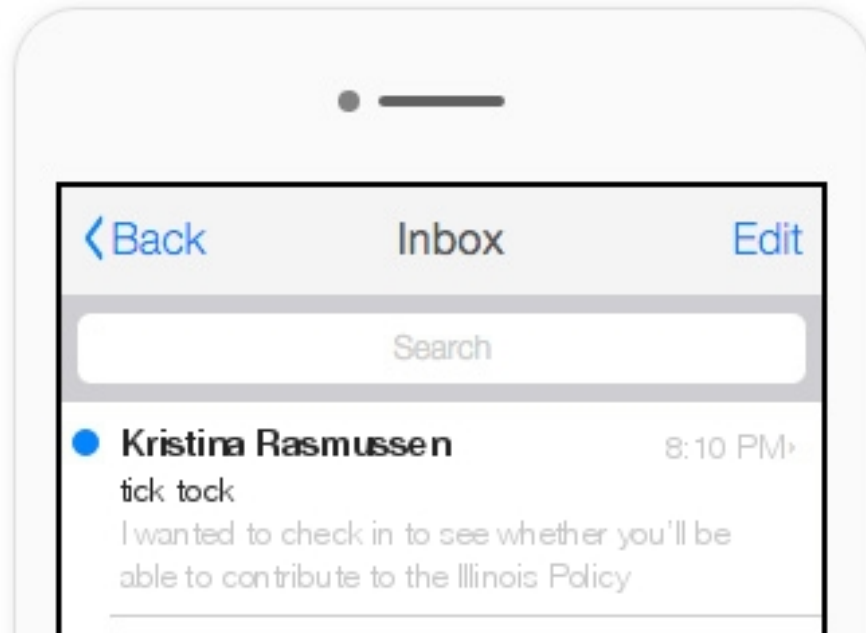 Back Inbox Edit
Search
Kristina Rasmussen 8:10 PM
tick tock
I wanted to check in to see whether you'll be
able to contribute to the Illinois Policy